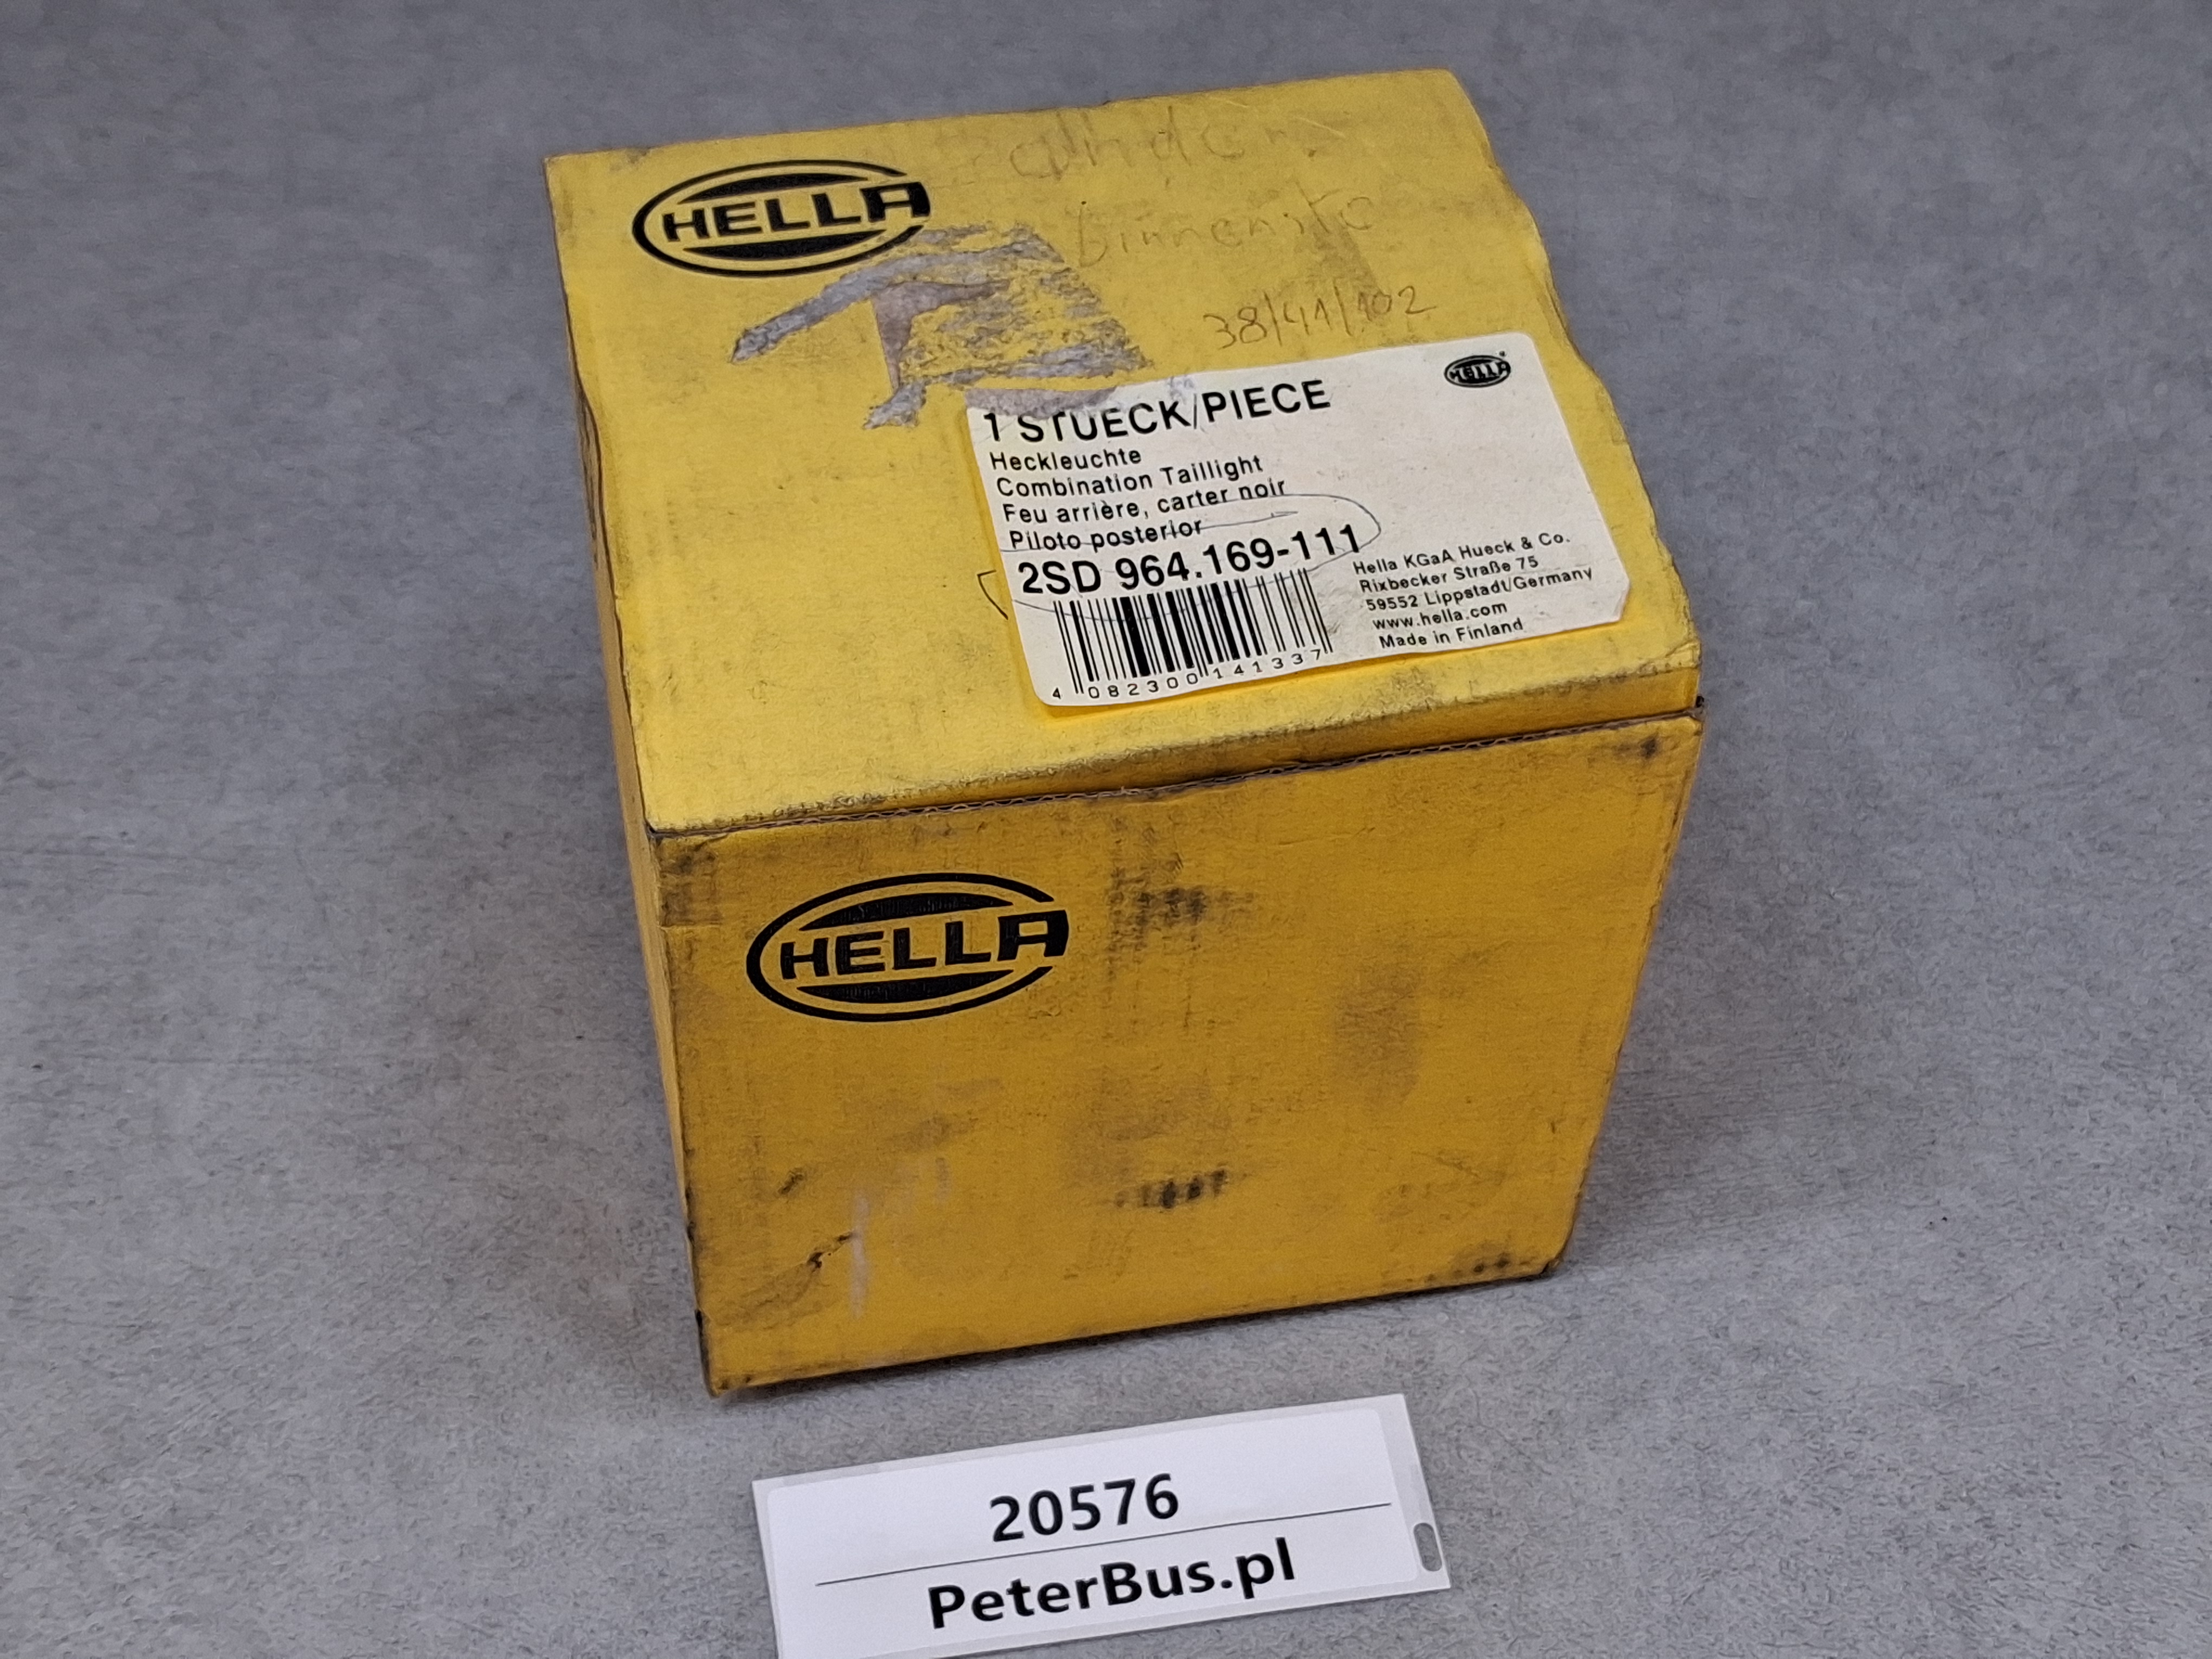 HELLA
38/41/102
HELLA
1 STUECK/PIECE
Heckleuchte
Combination Taillight
Feu arrière, carter noir
Piloto posterior
2SD 964.169-111
Hella KGaA Hueck & Co.
Rixbecker Straße 75
59552 Lippstadt/Germany
www.hella.com
Made in Finland
4 082300 141337
HELLA
20576
PeterBus.pl